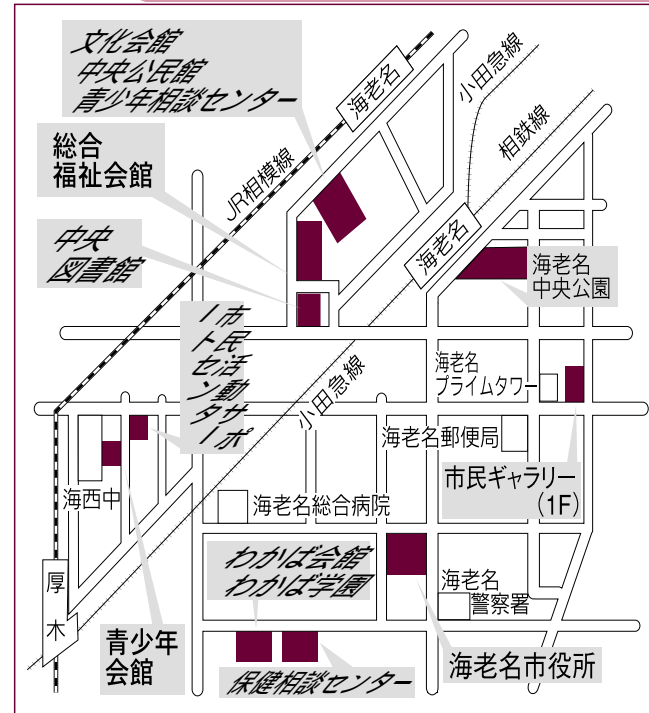 文化会館
中央公民館
青少年相談センター
海老名
小田急線
相鉄線
総合
福祉会館
JR相模線
中央
図書館
海老名
海老名
中央公園
市民活動サポ
ートセンター
小田急線
海老名
プライムタワー
海老名郵便局
市民ギャラリー
(1F)
海西中
海老名総合病院
わかば会館
わかば学園
海老名
警察署
厚木
青少年
会館
保健相談センター
海老名市役所